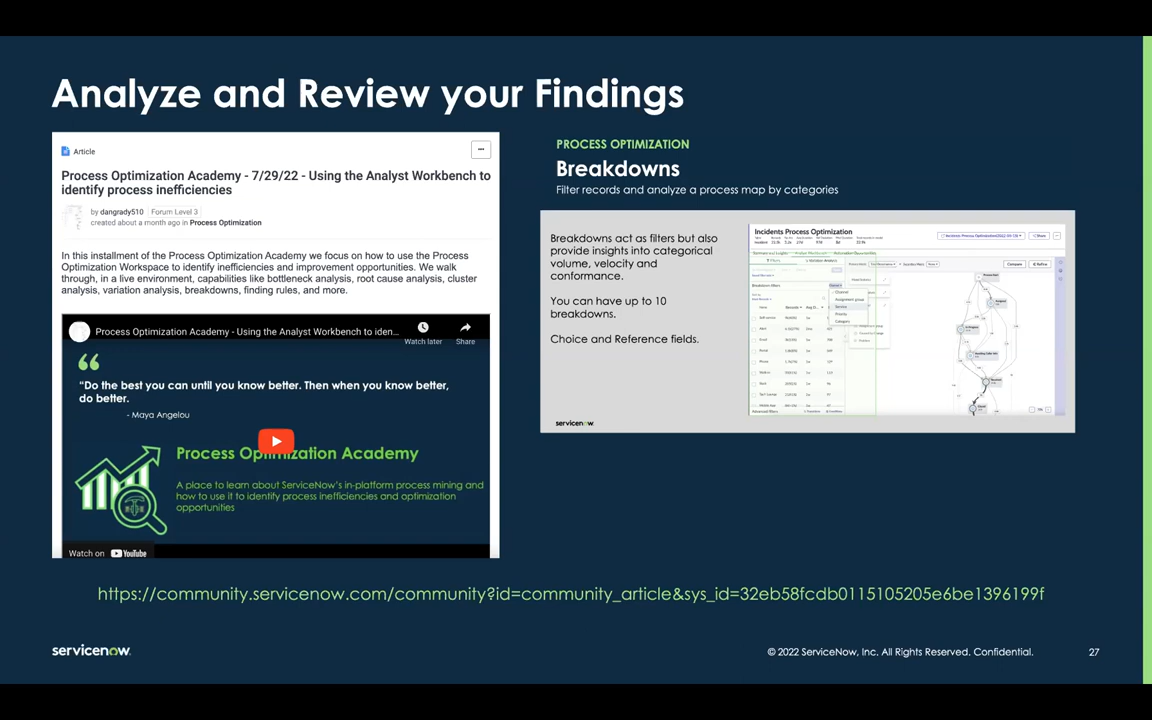 Analyze and Review your Findings
Article
Process Optimization Academy - 7/29/22 - Using the Analyst Workbench to
identify process inefficiencies
by dangrady510 Forum Level 3
created about a month ago in Process Optimization
In this installment of the Process Optimization Academy we focus on how to use the Process
Optimization Workspace to identify inefficiencies and improvement opportunities. We walk
through, in a live environment, capabilities like bottleneck analysis, root cause analysis, cluster
analysis, variation analysis, breakdowns, finding rules, and more.
Process Optimization Academy - Using the Analyst Workbench to iden...
Watch later
Share
“Do the best you can until you know better. Then when you know better,
do better.
- Maya Angelou
Process Optimization Academy
A place to learn about ServiceNow's in-platform process mining and
how to use it to identify process inefficiencies and optimization
opportunities
Watch on YouTube
PROCESS OPTIMIZATION
Breakdowns
Filter records and analyze a process map by categories
Breakdowns act as filters but also
provide insights into categorical
volume, velocity and
conformance.
You can have up to 10
breakdowns.
Choice and Reference fields.
servicenow
Incidents Process Optimization
Compare
Refine
Share
Channel
Assignment group
Service
Priority
Category
https://community.servicenow.com/community?id=community_article&sys_id=32eb58fcdb0115105205e6be1396199f
servicenow
© 2022 ServiceNow, Inc. All Rights Reserved. Confidential.
27